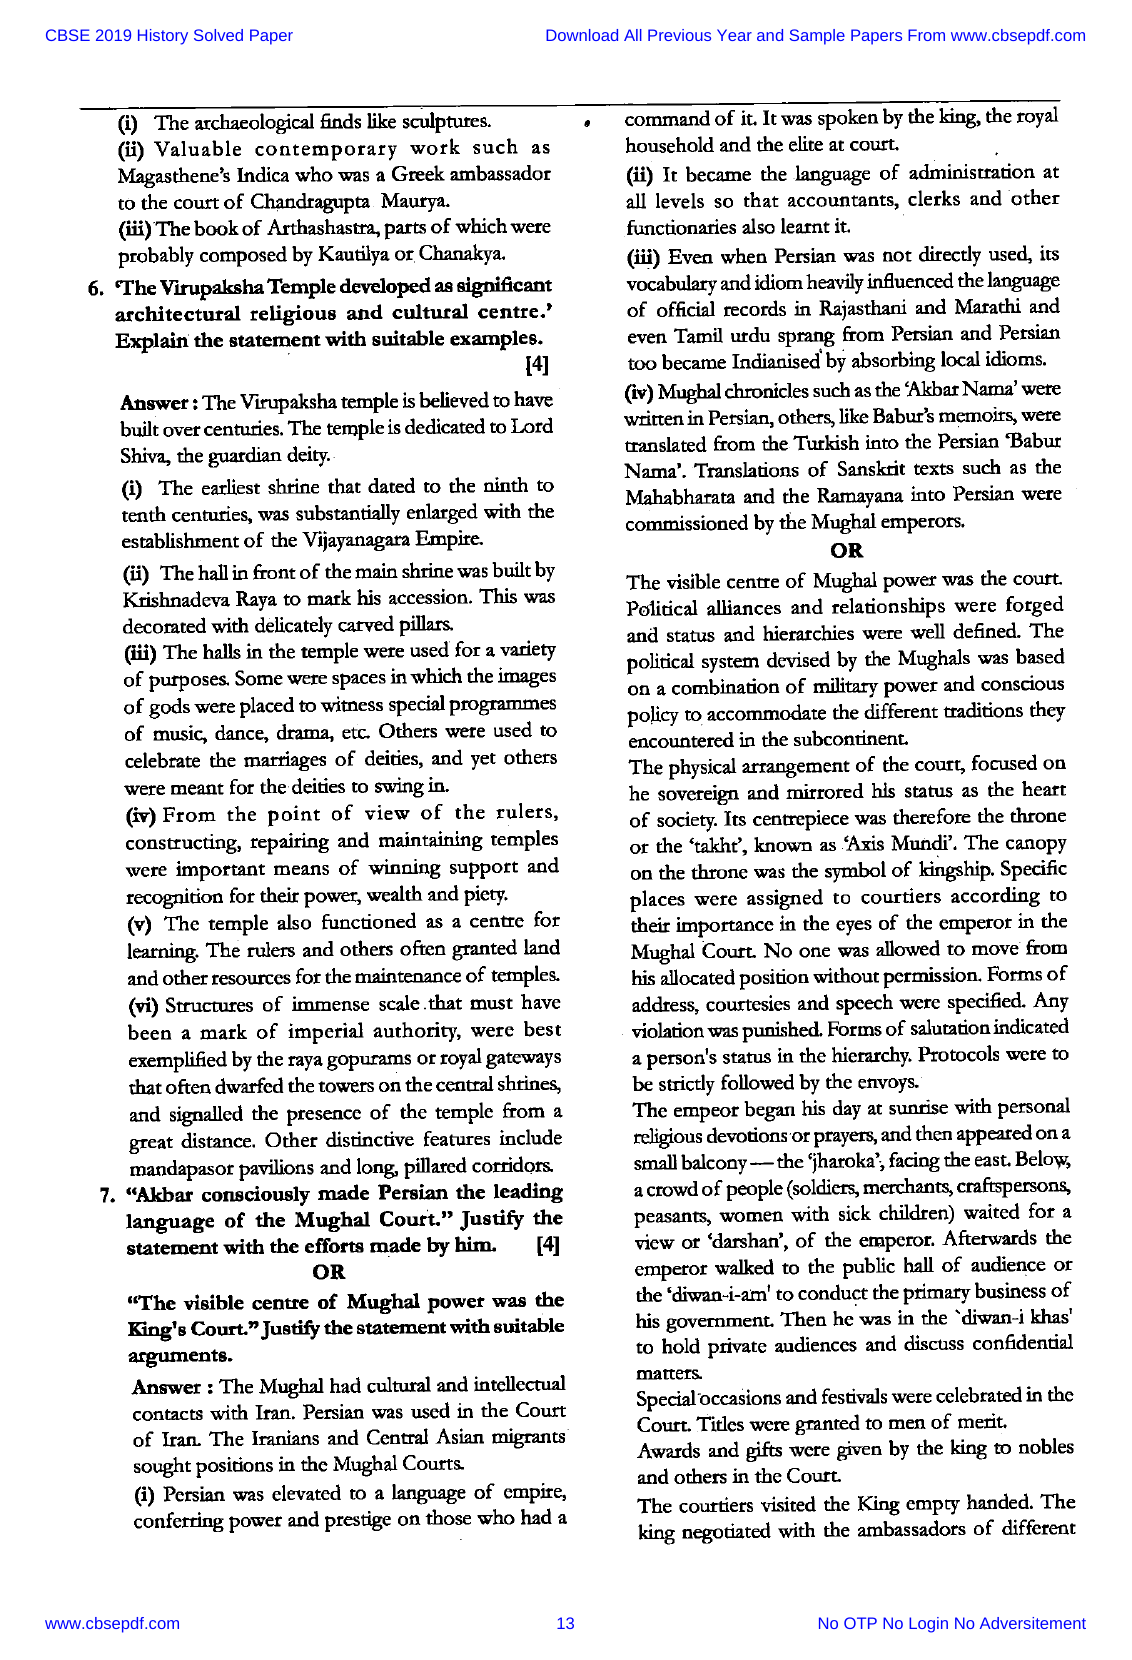 CBSE 2019 History Solved Paper
Download All Previous Year and Sample Papers From www.cbsepdf.com
(i) The archaeological finds like sculptures.
(ii) Valuable contemporary work such as
Magasthene's Indica who was a Greek ambassador
to the court of Chandragupta Maurya.
(iii) The book of Arthashastra, parts of which were
probably composed by Kautilya or Chanakya.
6. 'The Virupaksha Temple developed as significant
architectural religious and cultural centre.'
Explain the statement with suitable examples.
[4]
Answer : The Virupaksha temple is believed to have
built over centuries. The temple is dedicated to Lord
Shiva, the guardian deity.
(i) The earliest shrine that dated to the ninth to
tenth centuries, was substantially enlarged with the
establishment of the Vijayanagara Empire.
(ii) The hall in front of the main shrine was built by
Krishnadeva Raya to mark his accession. This was
decorated with delicately carved pillars.
(iii) The halls in the temple were used for a variety
of purposes. Some were spaces in which the images
of gods were placed to witness special programmes
of music, dance, drama, etc. Others were used to
celebrate the marriages of deities, and yet others
were meant for the deities to swing in.
(iv) From the point of view of the rulers,
constructing, repairing and maintaining temples
were important means of winning support and
recognition for their power, wealth and piety.
(v) The temple also functioned as a centre for
learning. The rulers and others often granted land
and other resources for the maintenance of temples.
(vi) Structures of immense scale that must have
been a mark of imperial authority, were best
exemplified by the raya gopurams or royal gateways
that often dwarfed the towers on the central shrines,
and signalled the presence of the temple from a
great distance. Other distinctive features include
mandapasor pavilions and long, pillared corridors.
7. "Akbar consciously made Persian the leading
language of the Mughal Court." Justify the
statement with the efforts made by him. [4]
OR
"The visible centre of Mughal power was the
King's Court." Justify the statement with suitable
arguments.
Answer : The Mughal had cultural and intellectual
contacts with Iran. Persian was used in the Court
of Iran. The Iranians and Central Asian migrants
sought positions in the Mughal Courts.
(i) Persian was elevated to a language of empire,
conferring power and prestige on those who had a
command of it. It was spoken by the king, the royal
household and the elite at court.
(ii) It became the language of administration at
all levels so that accountants, clerks and other
functionaries also learnt it.
(iii) Even when Persian was not directly used, its
vocabulary and idiom heavily influenced the language
of official records in Rajasthani and Marathi and
even Tamil urdu sprang from Persian and Persian
too became Indianised by absorbing local idioms.
(iv) Mughal chronicles such as the 'Akbar Nama' were
written in Persian, others, like Babur's memoirs, were
translated from the Turkish into the Persian 'Babur
Nama'. Translations of Sanskrit texts such as the
Mahabharata and the Ramayana into Persian were
commissioned by the Mughal emperors.
OR
The visible centre of Mughal power was the court.
Political alliances and relationships were forged
and status and hierarchies were well defined. The
political system devised by the Mughals was based
on a combination of military power and conscious
policy to accommodate the different traditions they
encountered in the subcontinent.
The physical arrangement of the court, focused on
he sovereign and mirrored his status as the heart
of society. Its centrepiece was therefore the throne
or the 'takht', known as 'Axis Mundi'. The canopy
on the throne was the symbol of kingship. Specific
places were assigned to courtiers according to
their importance in the eyes of the emperor in the
Mughal Court. No one was allowed to move from
his allocated position without permission. Forms of
address, courtesies and speech were specified. Any
violation was punished. Forms of salutation indicated
a person's status in the hierarchy. Protocols were to
be strictly followed by the envoys.
The empeor began his day at sunrise with personal
religious devotions or prayers, and then appeared on a
small balcony — the 'jharoka', facing the east. Below,
a crowd of people (soldiers, merchants, craftspersons,
peasants, women with sick children) waited for a
view or 'darshan', of the emperor. Afterwards the
emperor walked to the public hall of audience or
the 'diwan-i-am' to conduct the primary business of
his government. Then he was in the `diwan-i khas'
to hold private audiences and discuss confidential
matters.
Special occasions and festivals were celebrated in the
Court. Titles were granted to men of merit.
Awards and gifts were given by the king to nobles
and others in the Court.
The courtiers visited the King empty handed. The
king negotiated with the ambassadors of different
www.cbsepdf.com
13
No OTP No Login No Adversitement